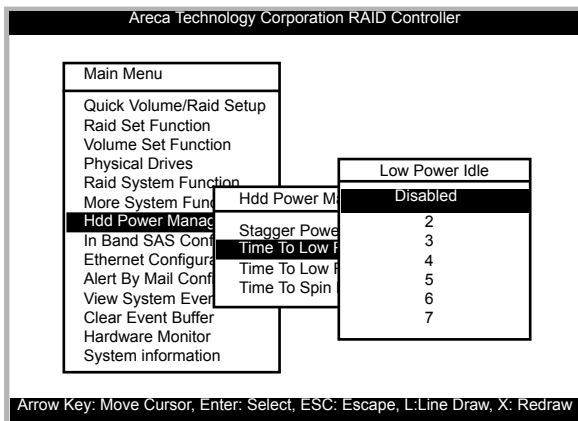 Areca Technology Corporation RAID Controller
Main Menu
Quick Volume/Raid Setup
Raid Set Function
Volume Set Function
Physical Drives
Raid System Function
More System Func
Hdd Power Manag
In Band SAS Conf
Ethernet Configura
Alert By Mail Conf
View System Even
Clear Event Buffer
Hardware Monitor
System information
Hdd Power Ma
Stagger Powe
Time To Low P
Time To Low P
Time To Spin
Low Power Idle
Disabled
2
3
4
5
6
7
Arrow Key: Move Cursor, Enter: Select, ESC: Escape, L:Line Draw, X: Redraw